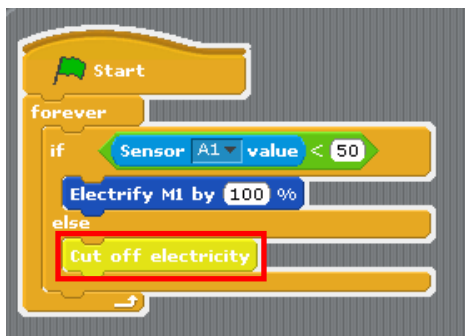 Start
forever
if Sensor A1 value < 50
Electrify M1 by 100 %
else
Cut off electricity